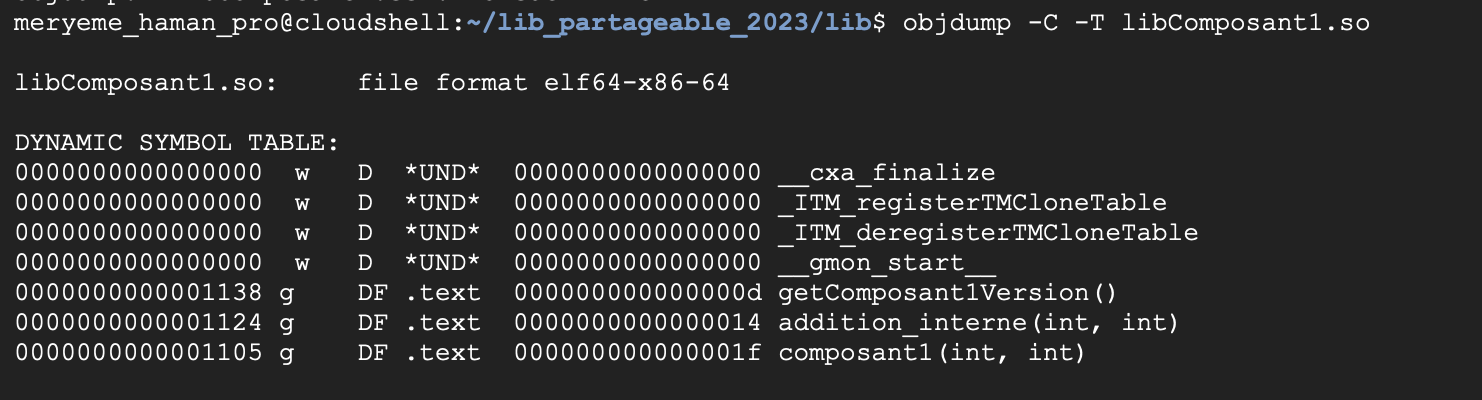 meryeme_haman_pro@cloudshell:~/lib_partageable_2023/lib$ objdump -C -T libComposant1.so
libComposant1.so:     file format elf64-x86-64
DYNAMIC SYMBOL TABLE:
0000000000000000  w   D  *UND*  0000000000000000 __cxa_finalize
0000000000000000  w   D  *UND*  0000000000000000 _ITM_registerTMCloneTable
0000000000000000  w   D  *UND*  0000000000000000 _ITM_deregisterTMCloneTable
0000000000000000  w   D  *UND*  0000000000000000 __gmon_start__
0000000000001138 g    DF .text  000000000000000d getComposant1Version()
0000000000001124 g    DF .text  0000000000000014 addition_interne(int, int)
0000000000001105 g    DF .text  000000000000001f composant1(int, int)